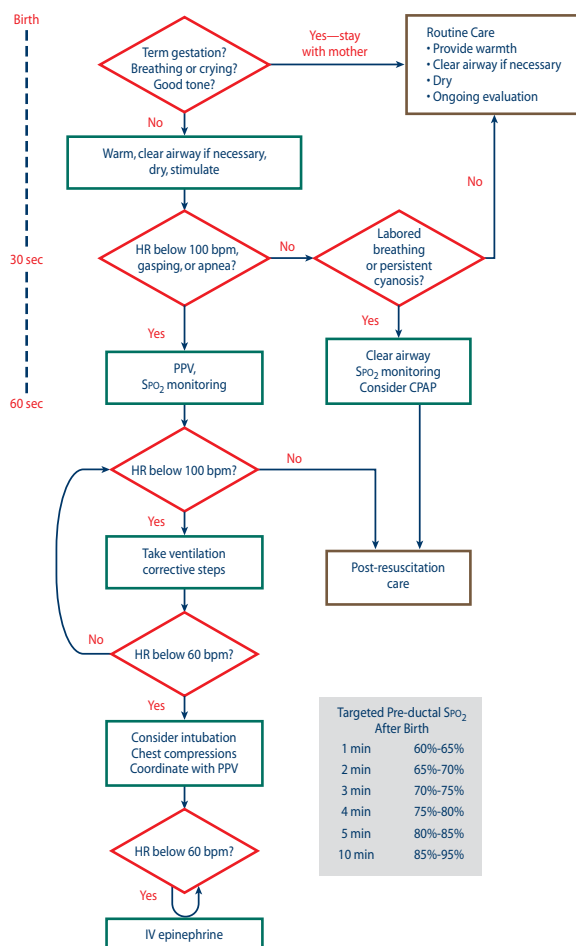 Birth
Term gestation?
Breathing or crying?
Good tone?
Yes—stay
with mother
Routine Care
• Provide warmth
• Clear airway if necessary
• Dry
• Ongoing evaluation
No
Warm, clear airway if necessary,
dry, stimulate
No
30 sec
HR below 100 bpm,
gasping, or apnea?
No
Labored
breathing
or persistent
cyanosis?
Yes
Yes
PPV,
SPO2 monitoring
Clear airway
SPO2 monitoring
Consider CPAP
60 sec
HR below 100 bpm?
No
Yes
Take ventilation
corrective steps
Post-resuscitation
care
No
HR below 60 bpm?
Yes
Consider intubation
Chest compressions
Coordinate with PPV
Targeted Pre-ductal SPO2
After Birth
1 min 60%-65%
2 min 65%-70%
3 min 70%-75%
4 min 75%-80%
5 min 80%-85%
10 min 85%-95%
HR below 60 bpm?
Yes
IV epinephrine